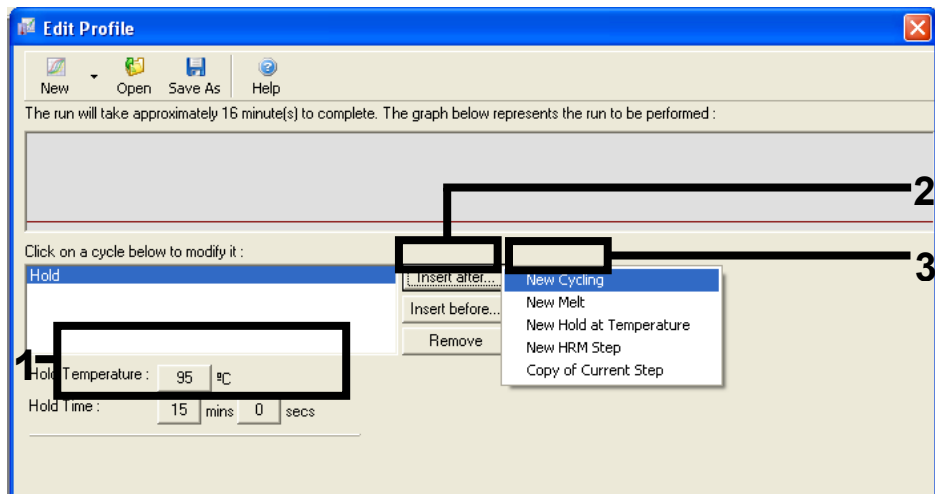 Edit Profile
New Open Save As Help
The run will take approximately 16 minute(s) to complete. The graph below represents the run to be performed :
2
Click on a cycle below to modify it :
3
Hold
Insert after...
New Cycling
Insert before...
New Melt
New Hold at Temperature
Remove
New HRM Step
Copy of Current Step
1
Hold Temperature : 95 ºC
Hold Time : 15 mins 0 secs